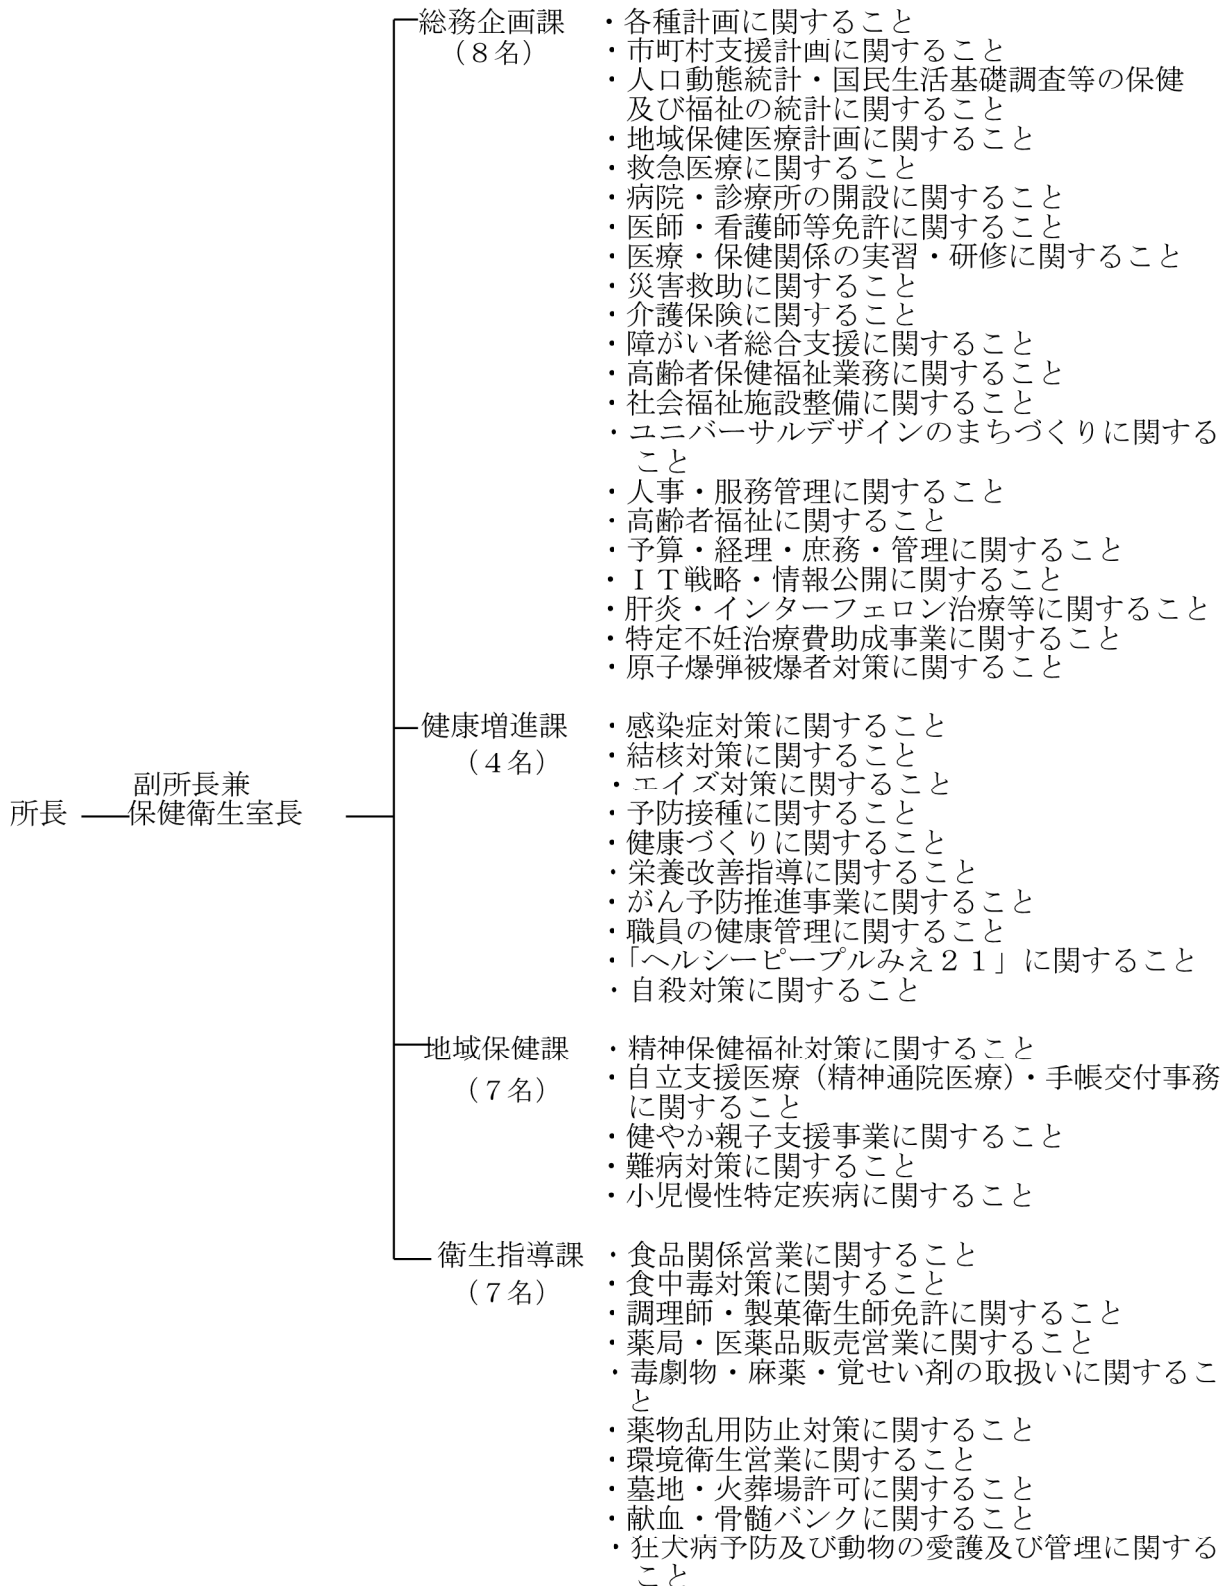 総務企画課
（８名）
・各種計画に関すること
・市町村支援計画に関すること
・人口動態統計・国民生活基礎調査等の保健
及び福祉の統計に関すること
・地域保健医療計画に関すること
・救急医療に関すること
・病院・診療所の開設に関すること
・医師・看護師等免許に関すること
・医療・保健関係の実習・研修に関すること
・災害救助に関すること
・介護保険に関すること
・障がい者総合支援に関すること
・高齢者保健福祉業務に関すること
・社会福祉施設整備に関すること
・ユニバーサルデザインのまちづくりに関する
こと
・人事・服務管理に関すること
・高齢者福祉に関すること
・予算・経理・庶務・管理に関すること
・ＩＴ戦略・情報公開に関すること
・肝炎・インターフェロン治療等に関すること
・特定不妊治療費助成事業に関すること
・原子爆弾被爆者対策に関すること
所長
副所長兼
保健衛生室長
健康増進課
（４名）
・感染症対策に関すること
・結核対策に関すること
・エイズ対策に関すること
・予防接種に関すること
・健康づくりに関すること
・栄養改善指導に関すること
・がん予防推進事業に関すること
・職員の健康管理に関すること
・「ヘルシーピープルみえ２１」に関すること
・自殺対策に関すること
地域保健課
（７名）
・精神保健福祉対策に関すること
・自立支援医療（精神通院医療）・手帳交付事務
に関すること
・健やか親子支援事業に関すること
・難病対策に関すること
・小児慢性特定疾病に関すること
衛生指導課
（７名）
・食品関係営業に関すること
・食中毒対策に関すること
・調理師・製菓衛生師免許に関すること
・薬局・医薬品販売営業に関すること
・毒劇物・麻薬・覚せい剤の取扱いに関するこ
と
・薬物乱用防止対策に関すること
・環境衛生営業に関すること
・墓地・火葬場許可に関すること
・献血・骨髄バンクに関すること
・狂犬病予防及び動物の愛護及び管理に関する
こと